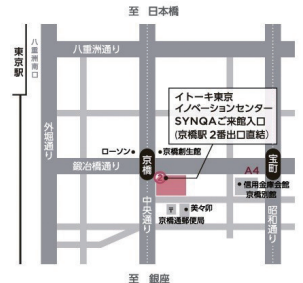 至 日本橋
東京駅
八重洲南口
八重洲通り
外堀通り
イトーキ東京
イノベーションセンター
SYNQAご来館入口
(京橋駅 2番出口直結)
ローソン
京橋
京橋創生館
宝町
鍛冶橋通り
A4
2
信用金庫会館
京橋別館
中央通り
美々卯
京橋通郵便局
昭和通り
至 銀座